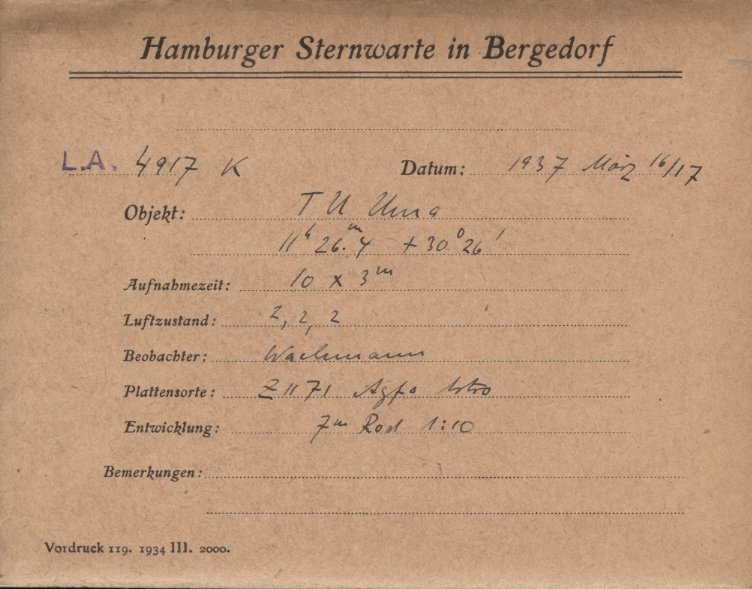 Hamburger Sternwarte in Bergedorf
L.A. 4917 K Datum: 1937 März 16/17
Objekt: TU Uma
11ʰ 26.ᵐ4 +30° 26'
Aufnahmezeit: 10 x 3ᵐ
Luftzustand: 2, 2, 2
Beobachter: Wachmann
Plattensorte: Z1171 Agfa Astro
Entwicklung: 7ᵐ Rod 1:10
Bemerkungen:
Vordruck 119. 1934 III. 2000.